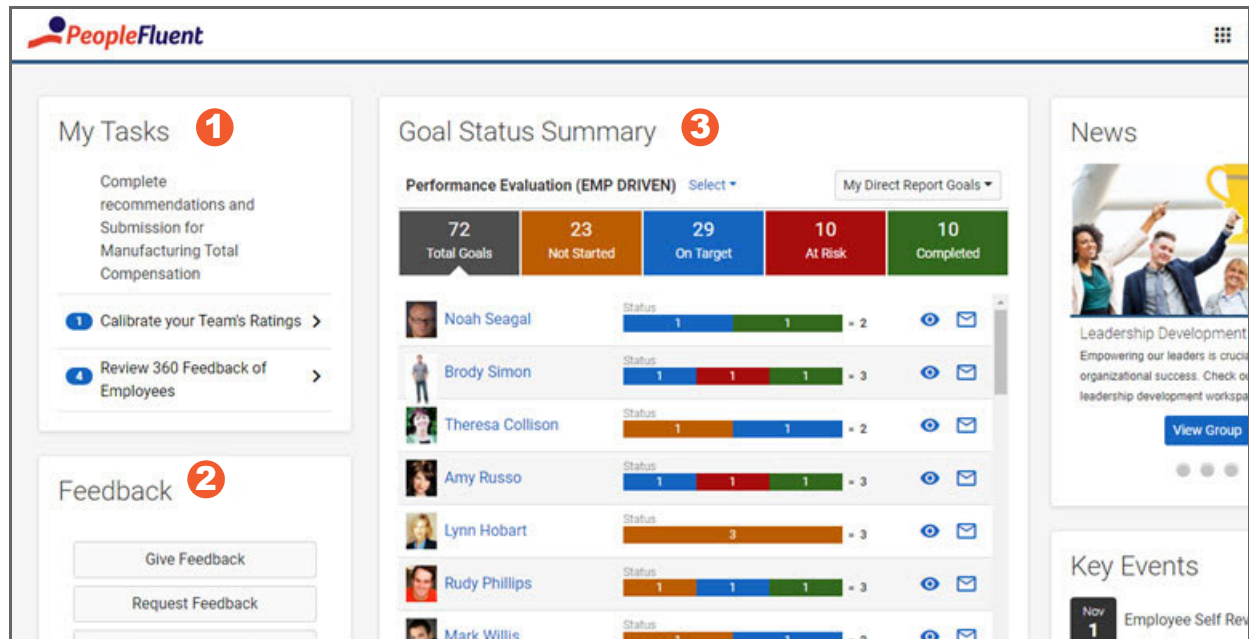 PeopleFluent
My Tasks 1
Complete
recommendations and
Submission for
Manufacturing Total
Compensation
1 Calibrate your Team's Ratings
4 Review 360 Feedback of
Employees
Feedback 2
Give Feedback
Request Feedback
Goal Status Summary 3
Performance Evaluation (EMP DRIVEN) Select My Direct Report Goals
72 23 29 10 10
Total Goals Not Started On Target At Risk Completed
Noah Seagal Status 1 1 = 2
Brody Simon Status 1 1 1 = 3
Theresa Collison Status 1 1 = 2
Amy Russo Status 1 1 1 = 3
Lynn Hobart Status 3 = 3
Rudy Phillips Status 1 1 1 = 3
Mark Willis Status
News
Leadership Development
Empowering our leaders is
organizational success. Check
leadership development
View Group
Key Events
Nov
1
Employee Self